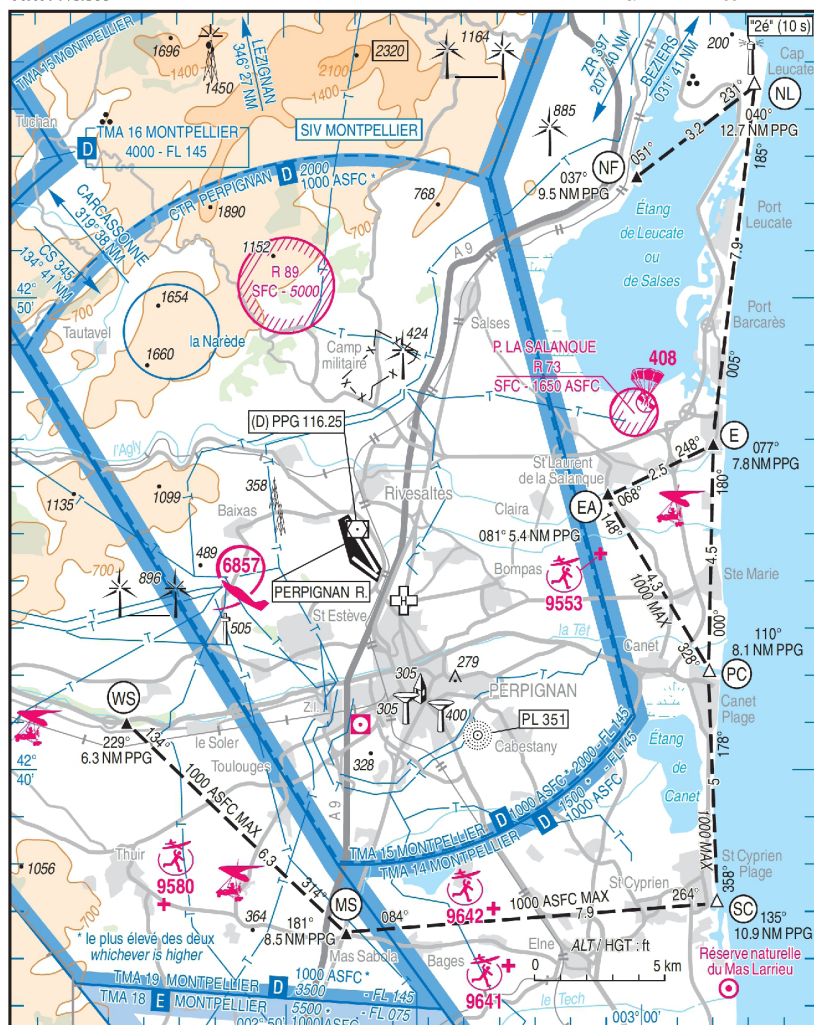 "2é" (10 s)
Cap
Leucate
1696
1450
1400
LEZIGNAN
346° 27 NM
2320
2100
1400
1164
885
ZR 397
207° 40 NM
BEZIERS
031° 41 NM
200
NL
040°
12.7 NM PPG
231°
3.2
051°
185°
TMA 15 MONTPELLIER
Tuchan
D
TMA 16 MONTPELLIER
4000 - FL 145
SIV MONTPELLIER
NF
037°
9.5 NM PPG
CTR PERPIGNAN D 2000
1000 ASFC *
768
700
1890
700
CARCASSONNE
319° 38 NM
CS 345
134° 41 NM
1152
R 89
SFC - 5000
A 9
Étang
de Leucate
ou
de Salses
Port
Leucate
7.9
42°
50'
1654
1660
la Narède
Tautavel
Camp
militaire
424
Salses
P. LA SALANQUE
R 73
SFC - 1650 ASFC
408
Port
Barcarès
005°
(D) PPG 116.25
l'Agly
E
077°
7.8 NM PPG
248°
2.5
068°
180°
St Laurent
de la Salanque
EA
148°
081° 5.4 NM PPG
1135
1099
358
Baixas
Rivesaltes
Claira
700
489
896
6857
505
PERPIGNAN R.
St Estève
Bompas
9553
4.3
1000 MAX
4.5
Ste Marie
000°
la Têt
Canet
328°
110°
8.1 NM PPG
PC
Canet
Plage
WS
229°
6.3 NM PPG
134°
le Soler
Toulouges
Z.I.
305
305
279
400
PERPIGNAN
PL 351
Cabestany
328
178°
Étang
de
Canet
42°
40'
1000 ASFC MAX
6.3
A 9
TMA 15 MONTPELLIER D 1000 ASFC * 2000 - FL 145
TMA 14 MONTPELLIER D 1500 * - FL 145
1000 ASFC
5
1000 MAX
St Cyprien
Plage
1056
700
Thuir
9580
364
314°
MS
181°
8.5 NM PPG
084°
9642
1000 ASFC MAX
7.9
St Cyprien
264°
358°
SC
135°
10.9 NM PPG
* le plus élevé des deux
whichever is higher
Mas Sabola
Bages
Elne
9641
ALT / HGT : ft
0 5 km
Réserve naturelle
du Mas Larrieu
TMA 19 MONTPELLIER D 1000 ASFC *
3500 - FL 145
TMA 18 E MONTPELLIER 5500 * - FL 075
002° 50' 1000 ASFC
le Tech
003° 00'